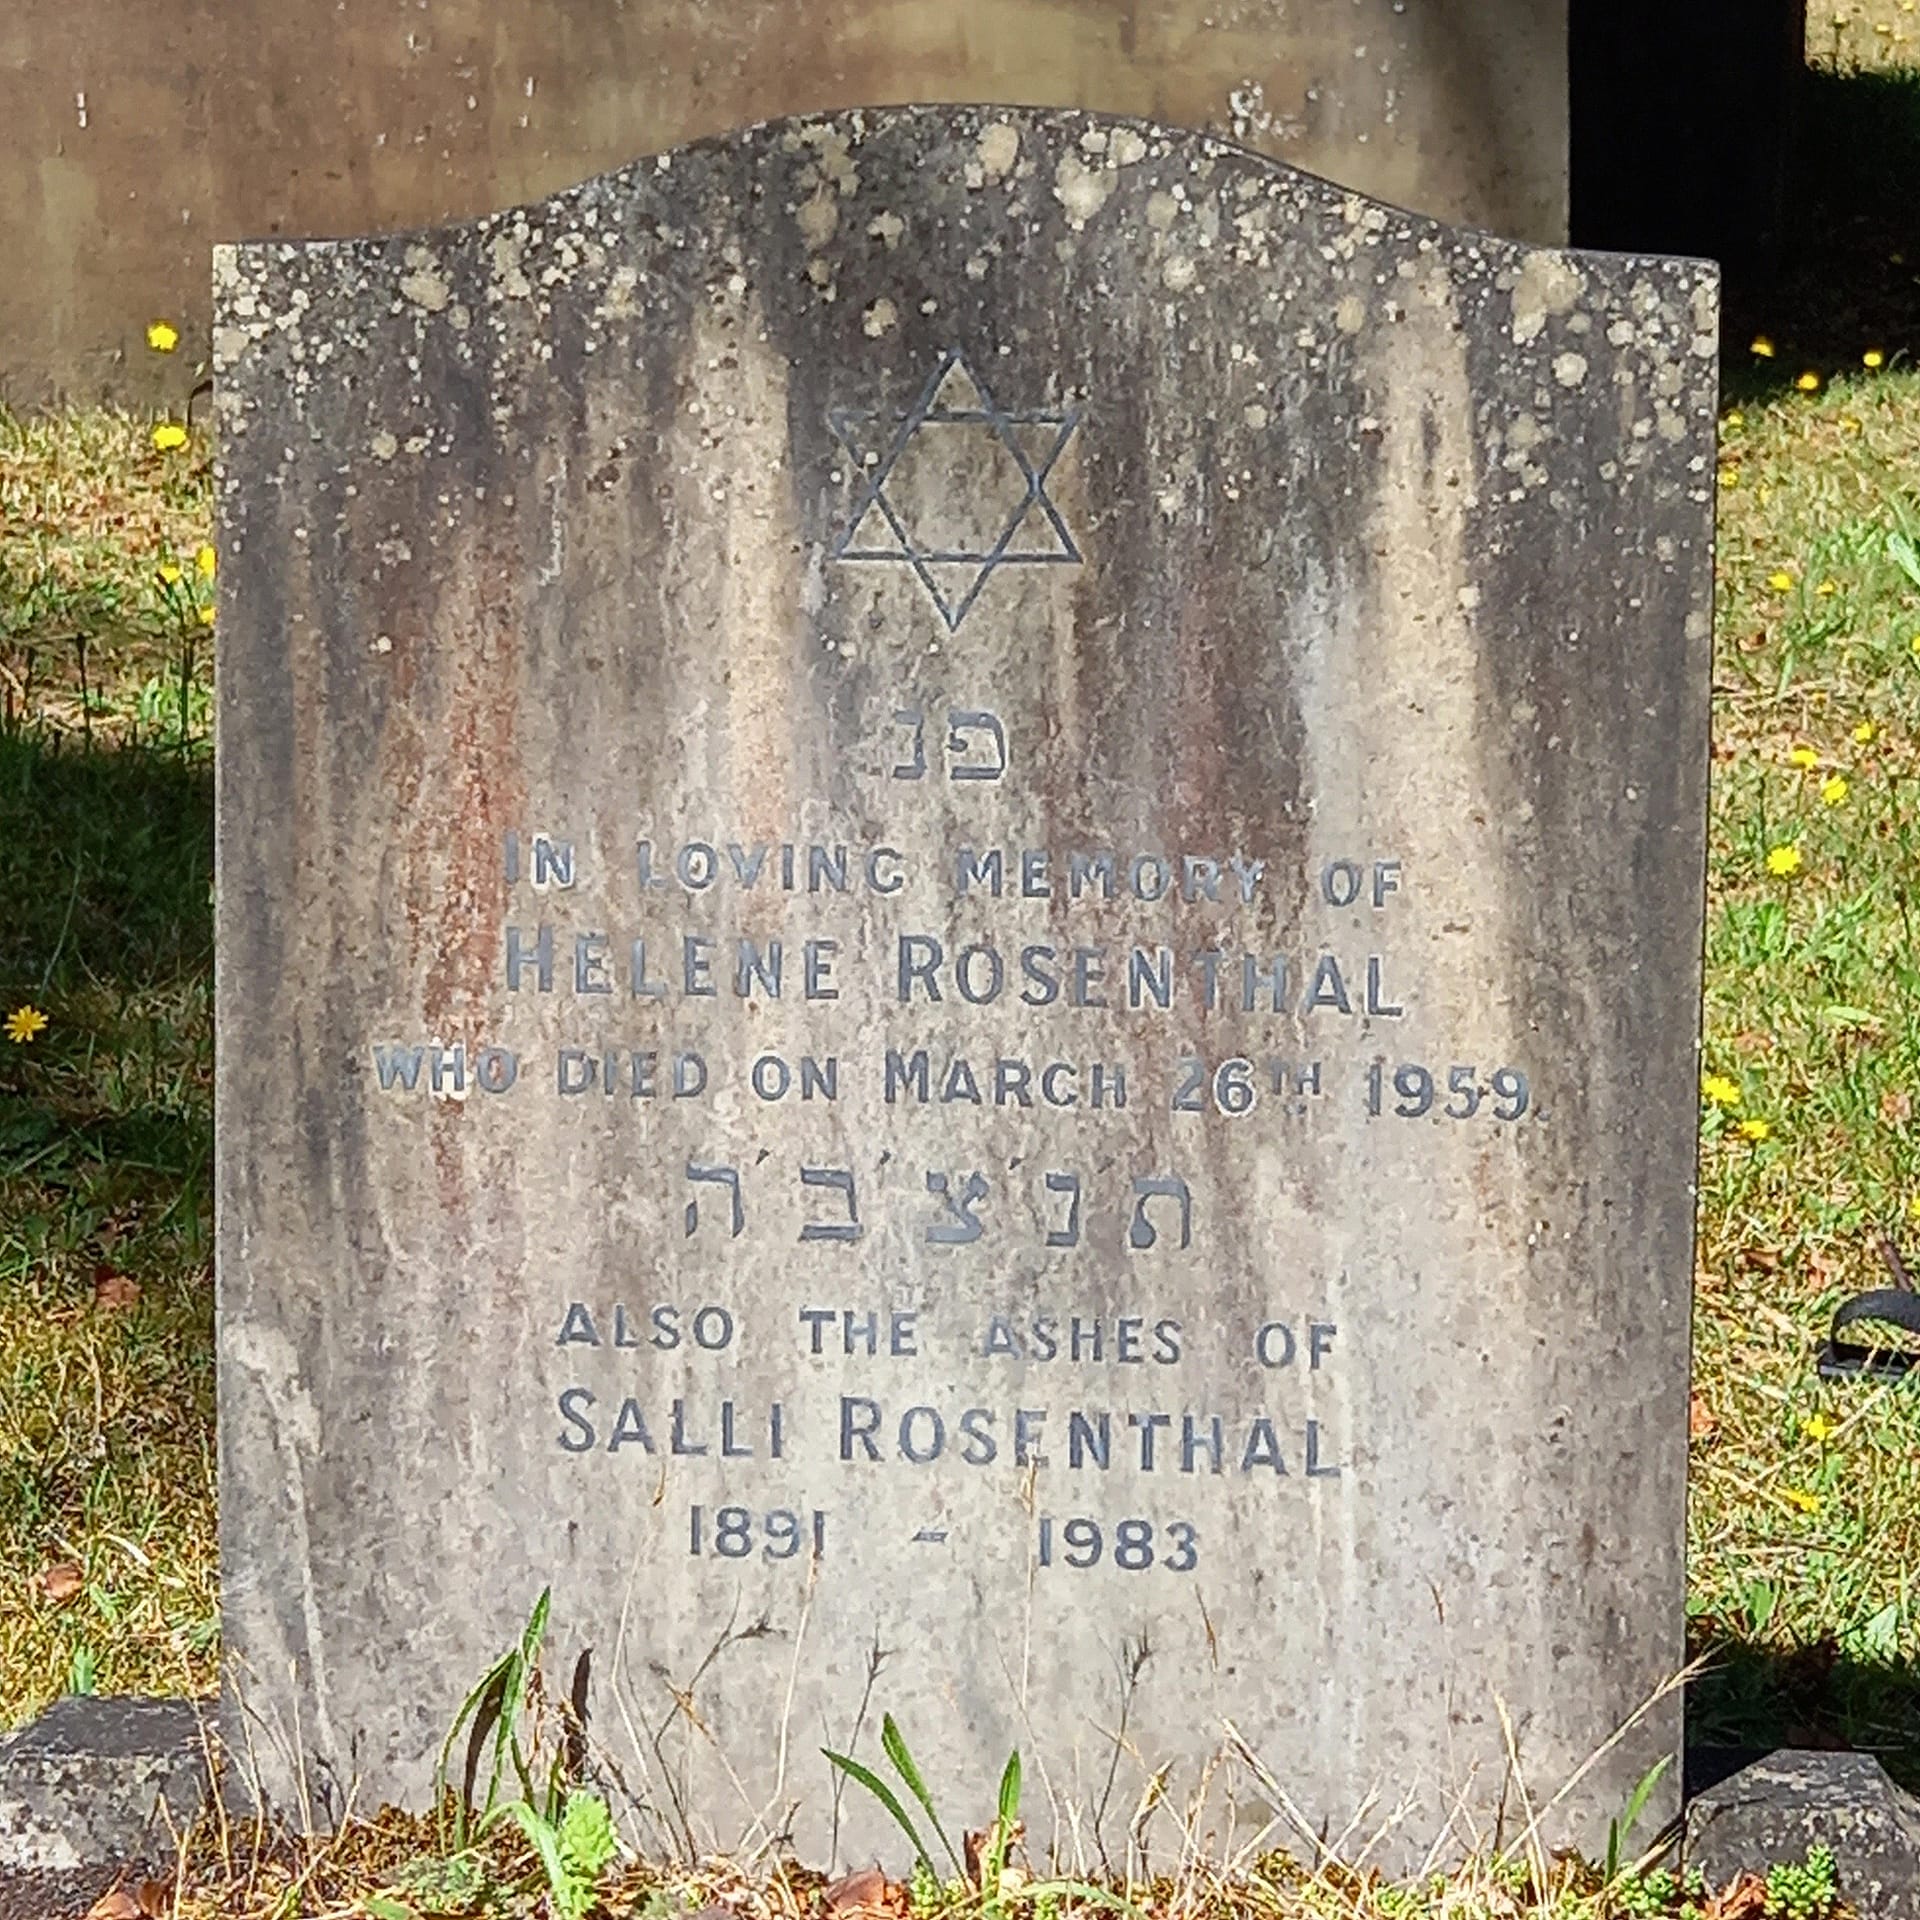 פנ
IN LOVING MEMORY OF
HELENE ROSENTHAL
WHO DIED ON MARCH 26TH 1959.
ת'נ'צ'ב'ה
ALSO THE ASHES OF
SALLI ROSENTHAL
1891 - 1983